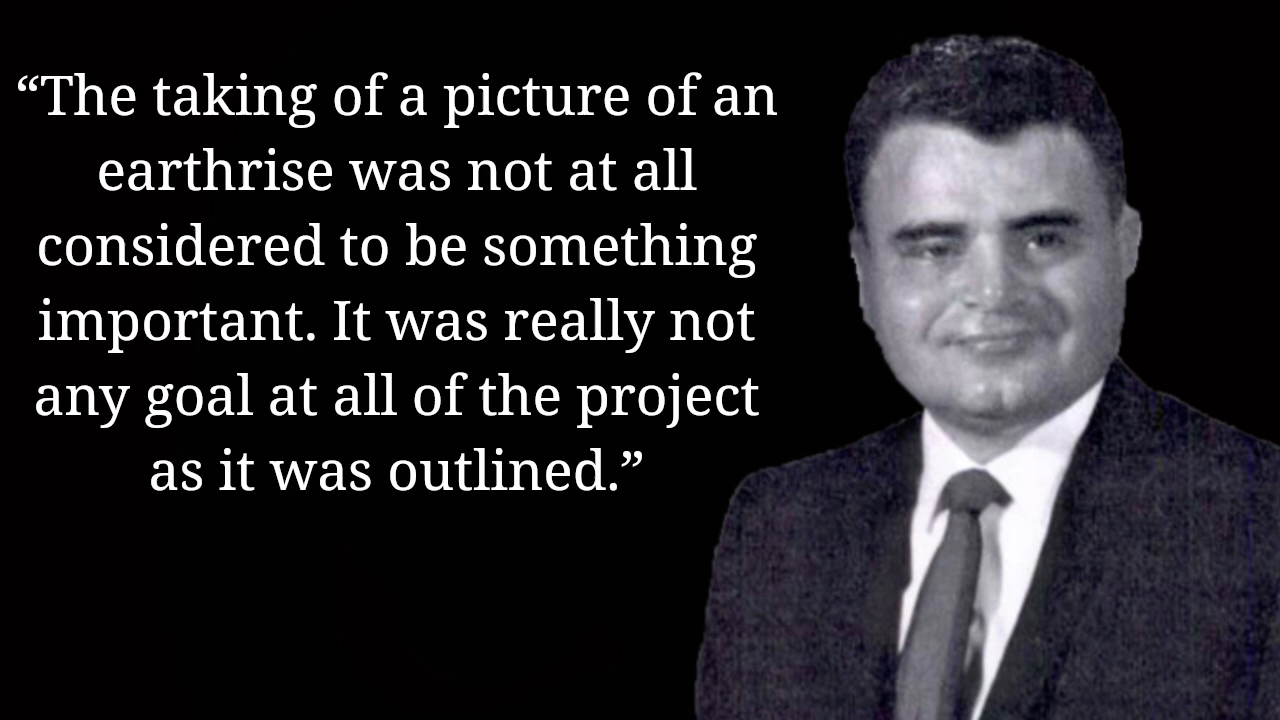 “The taking of a picture of an
earthrise was not at all
considered to be something
important. It was really not
any goal at all of the project
as it was outlined.”